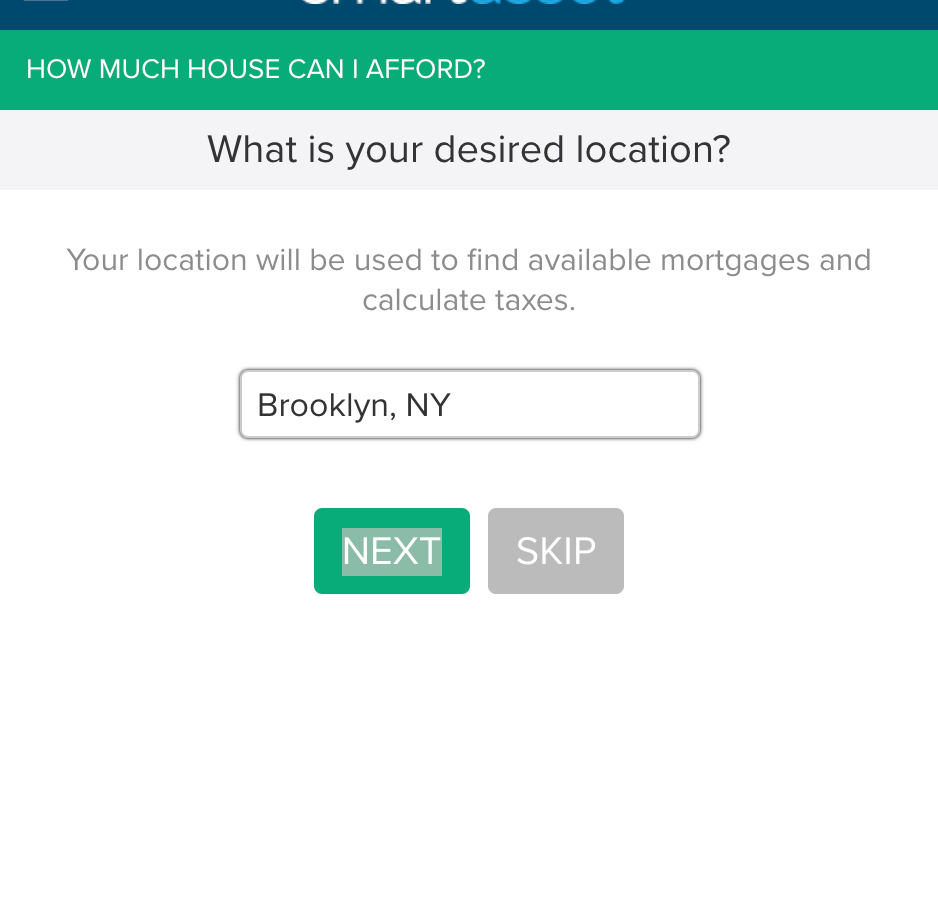 HOW MUCH HOUSE CAN I AFFORD?
What is your desired location?
Your location will be used to find available mortgages and
calculate taxes.
Brooklyn, NY
NEXT SKIP